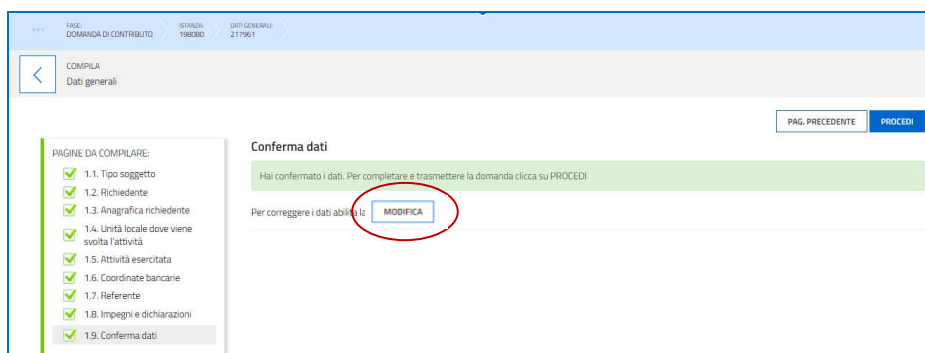 FASE: ISTANZA: DATI GENERALI:
DOMANDA DI CONTRIBUTO 198080 217961
COMPILA
Dati generali
PAG. PRECEDENTE PROCEDI
PAGINE DA COMPILARE:
1.1. Tipo soggetto
1.2. Richiedente
1.3. Anagrafica richiedente
1.4. Unità locale dove viene
svolta l'attività
1.5. Attività esercitata
1.6. Coordinate bancarie
1.7. Referente
1.8. Impegni e dichiarazioni
1.9. Conferma dati
Conferma dati
Hai confermato i dati. Per completare e trasmettere la domanda clicca su PROCEDI
Per correggere i dati abilita la MODIFICA